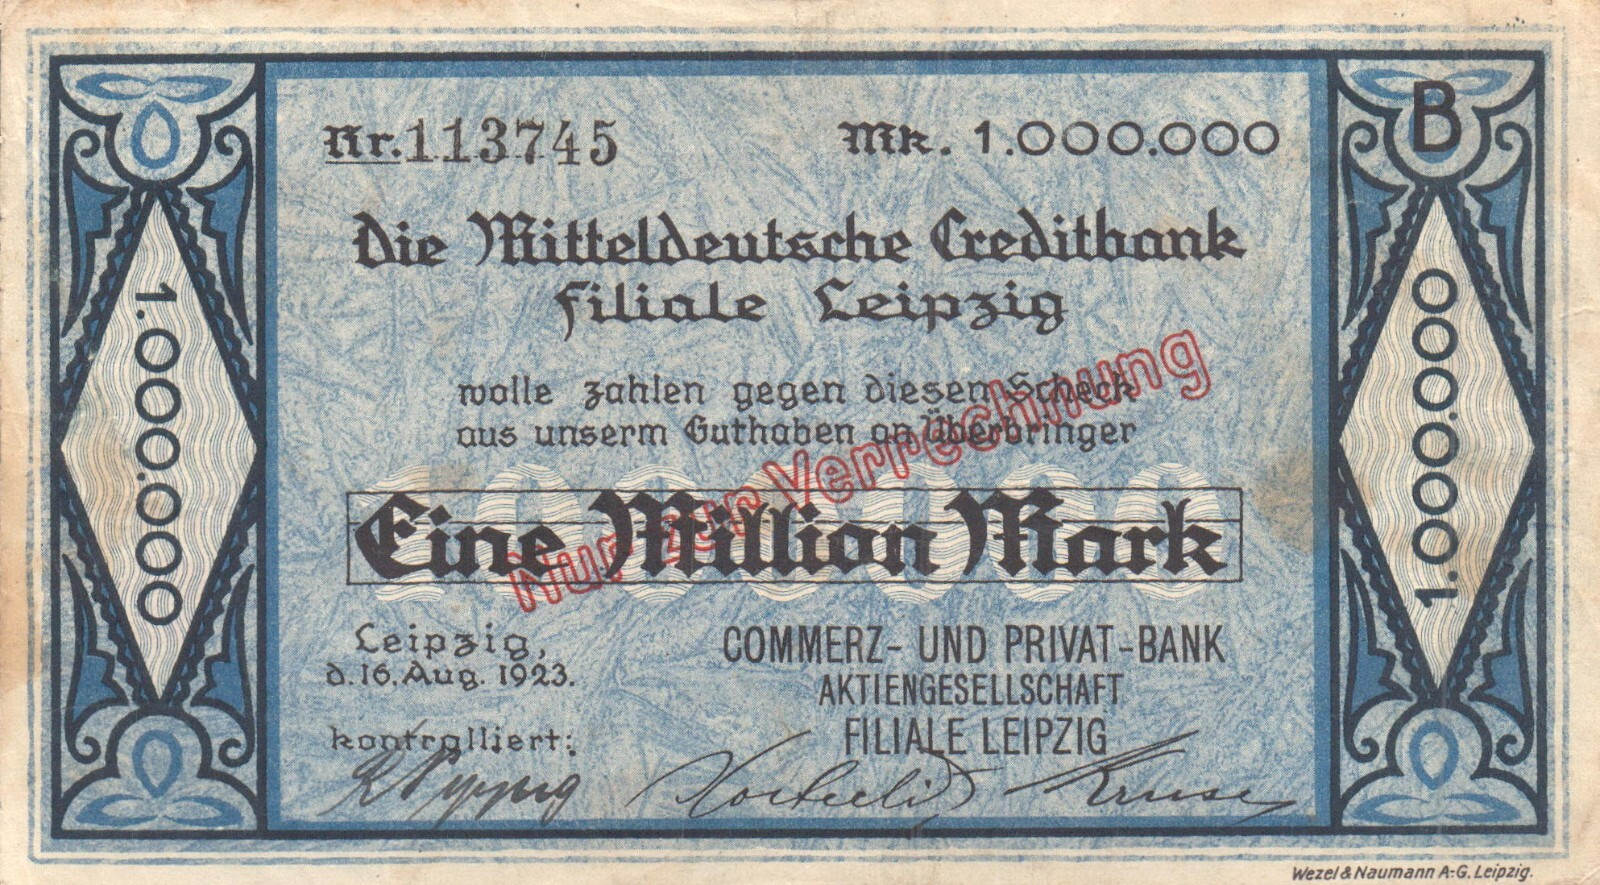 Nr. 113745
Mk. 1.000.000
B
Die Mitteldeutsche Creditbank
Filiale Leipzig
wolle zahlen gegen diesen Scheck
aus unserm Guthaben an Überbringer
Nur zur Verrechnung
1000000
Eine Million Mark
Leipzig,
d. 16. Aug. 1923.
COMMERZ- UND PRIVAT-BANK
AKTIENGESELLSCHAFT
FILIALE LEIPZIG
kontrolliert:
Kruse
1.000.000
1.000.000
Wezel & Naumann A-G. Leipzig.